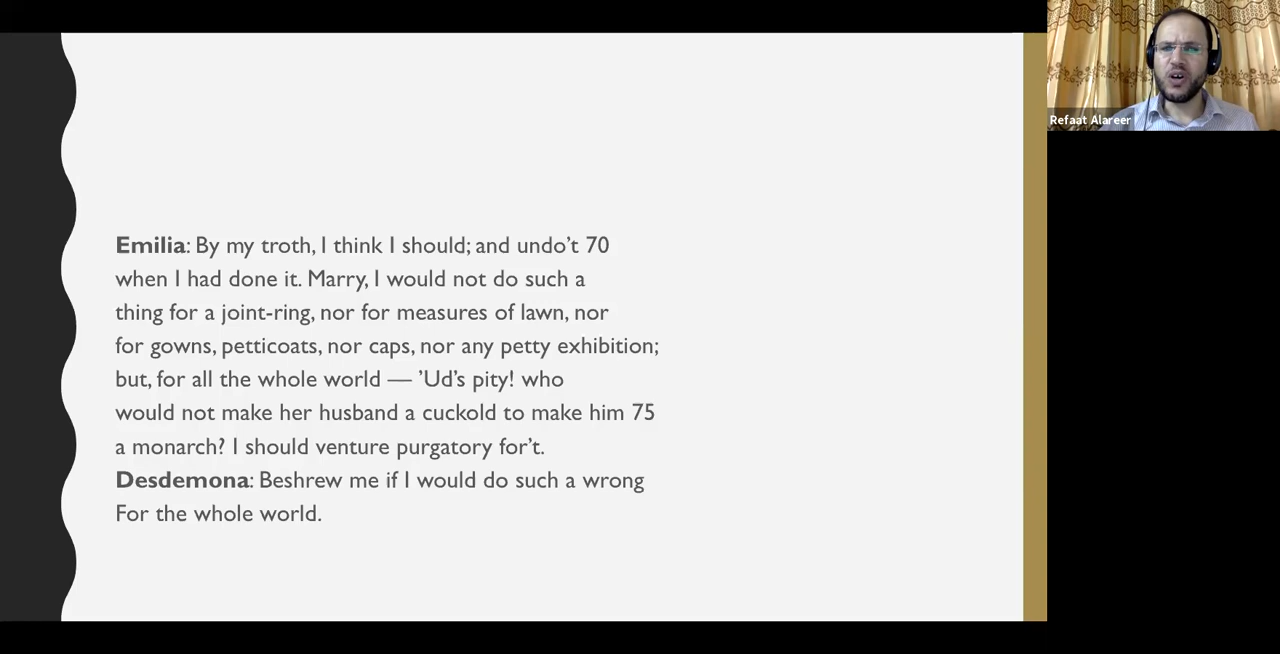 Refaat Alareer
Emilia: By my troth, I think I should; and undo’t 70
when I had done it. Marry, I would not do such a
thing for a joint-ring, nor for measures of lawn, nor
for gowns, petticoats, nor caps, nor any petty exhibition;
but, for all the whole world — ’Ud’s pity! who
would not make her husband a cuckold to make him 75
a monarch? I should venture purgatory for’t.
Desdemona: Beshrew me if I would do such a wrong
For the whole world.